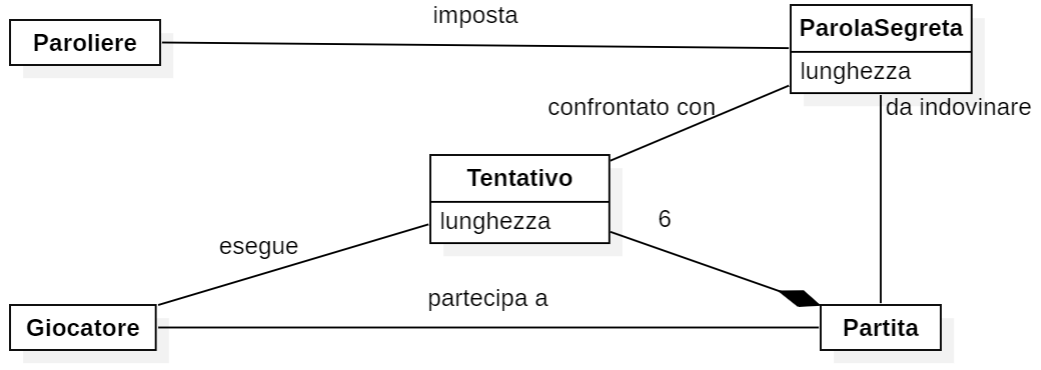 imposta
Paroliere
ParolaSegreta
lunghezza
confrontato con
da indovinare
Tentativo
lunghezza
6
esegue
partecipa a
Giocatore
Partita